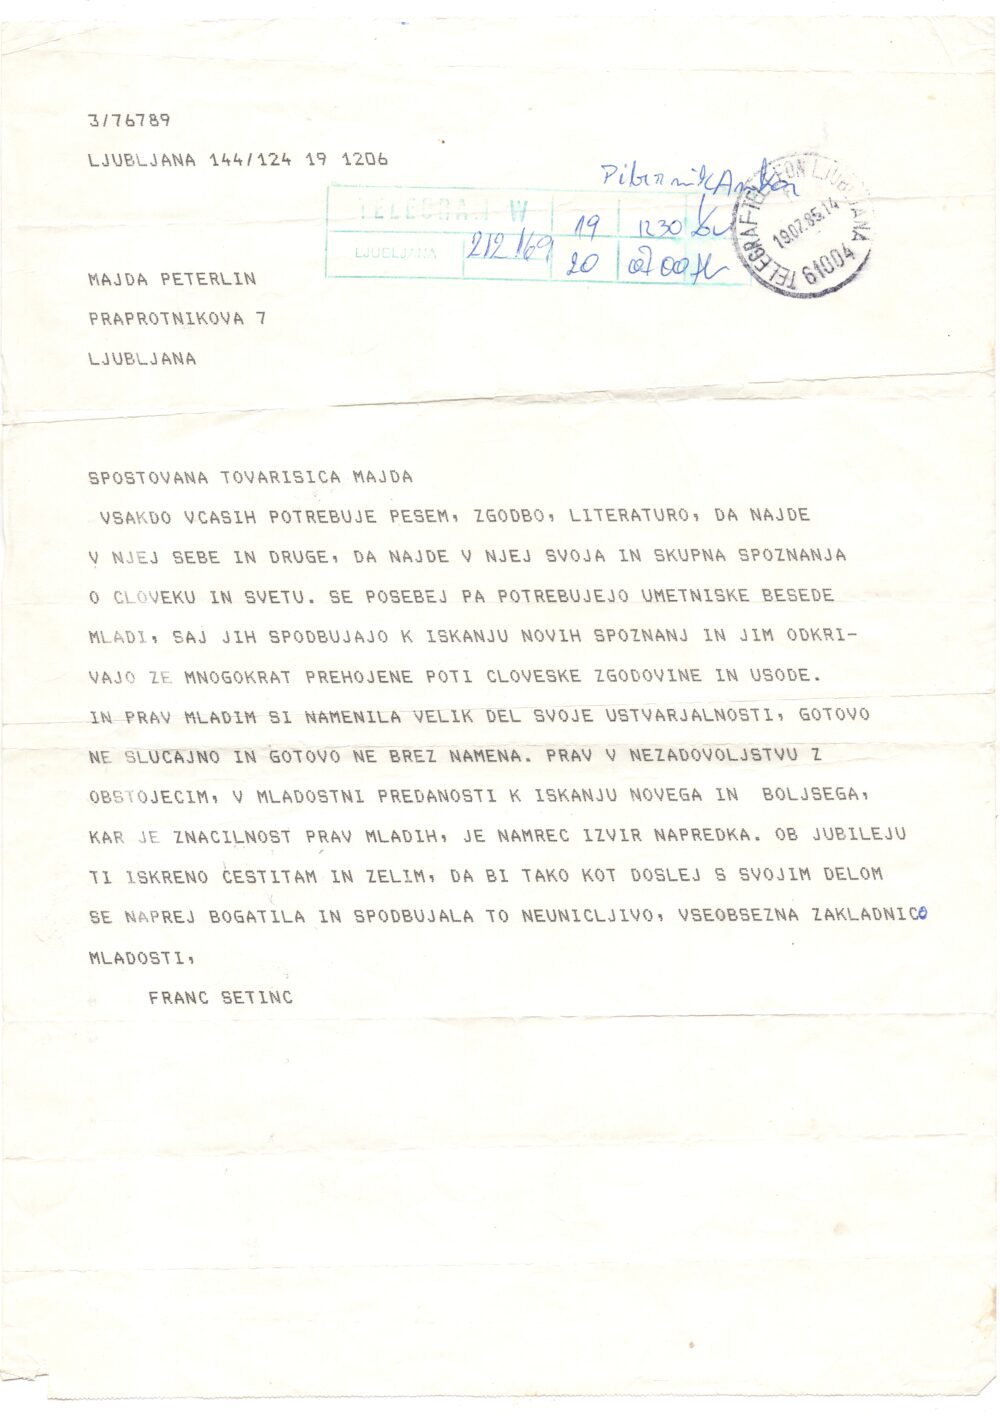 3/76789
LJUBLJANA 144/124 19 1206
TELEGRAM W
19 1230
LJUBLJANA 212/69
20 0700
TELEGRAF TELEFON LJUBLJANA
19.07.85.14
61004
MAJDA PETERLIN
PRAPROTNIKOVA 7
LJUBLJANA
SPOSTOVANA TOVARISICA MAJDA
VSAKDO VCASIH POTREBUJE PESEM, ZGODBO, LITERATURO, DA NAJDE
V NJEJ SEBE IN DRUGE, DA NAJDE V NJEJ SVOJA IN SKUPNA SPOZNANJA
O CLOVEKU IN SVETU. SE POSEBEJ PA POTREBUJEJO UMETNISKE BESEDE
MLADI, SAJ JIH SPODBUJAJO K ISKANJU NOVIH SPOZNANJ IN JIM ODKRI-
VAJO ZE MNOGOKRAT PREHOJENE POTI CLOVESKE ZGODOVINE IN USODE.
IN PRAV MLADIM SI NAMENILA VELIK DEL SVOJE USTVARJALNOSTI, GOTOVO
NE SLUCAJNO IN GOTOVO NE BREZ NAMENA. PRAV V NEZADOVOLJSTVU Z
OBSTOJECIM, V MLADOSTNI PREDANOSTI K ISKANJU NOVEGA IN BOLJSEGA,
KAR JE ZNACILNOST PRAV MLADIH, JE NAMREC IZVIR NAPREDKA. OB JUBILEJU
TI ISKRENO CESTITAM IN ZELIM, DA BI TAKO KOT DOSLEJ S SVOJIM DELOM
SE NAPREJ BOGATILA IN SPODBUJALA TO NEUNICLJIVO, VSEOBSEZNA ZAKLADNICO
MLADOSTI,
FRANC SETINC